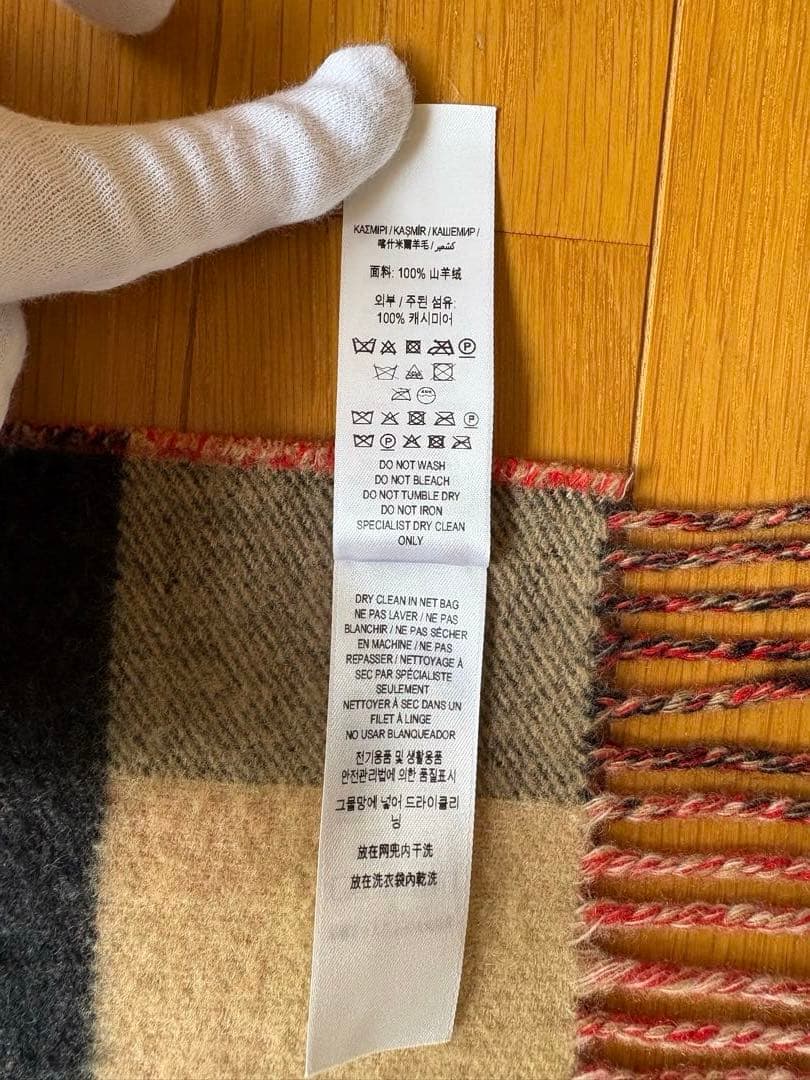 ΚΑΣΜΙΡΙ / KAŞMİR / КАШЕМИР /
喀什米爾羊毛 / كشمير
面料: 100% 山羊绒
외부 / 주된 섬유:
100% 캐시미어
DO NOT WASH
DO NOT BLEACH
DO NOT TUMBLE DRY
DO NOT IRON
SPECIALIST DRY CLEAN
ONLY
DRY CLEAN IN NET BAG
NE PAS LAVER / NE PAS
BLANCHIR / NE PAS SÉCHER
EN MACHINE / NE PAS
REPASSER / NETTOYAGE À
SEC PAR SPÉCIALISTE
SEULEMENT
NETTOYER À SEC DANS UN
FILET À LINGE
NO USAR BLANQUEADOR
전기용품 및 생활용품
안전관리법에 의한 품질표시
그물망에 넣어 드라이클리
닝
放在网兜内干洗
放在洗衣袋內乾洗